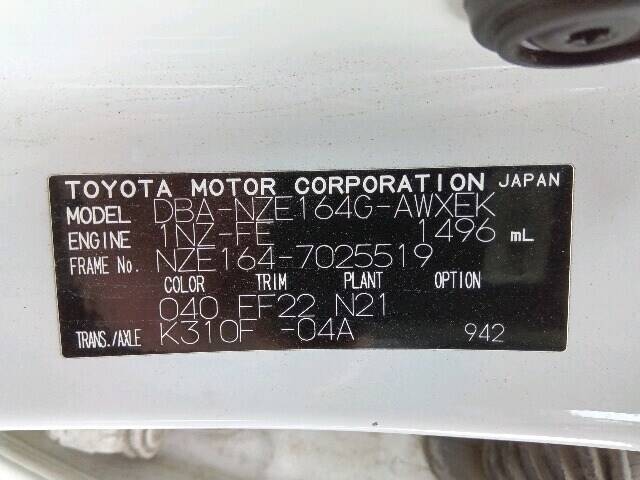 TOYOTA MOTOR CORPORATION JAPAN
MODEL DBA-NZE164G-AWXEK
ENGINE 1NZ-FE 1496 mL
FRAME No. NZE164-7025519
COLOR TRIM PLANT OPTION
040 FF22 N21
TRANS./AXLE K310F -04A 942